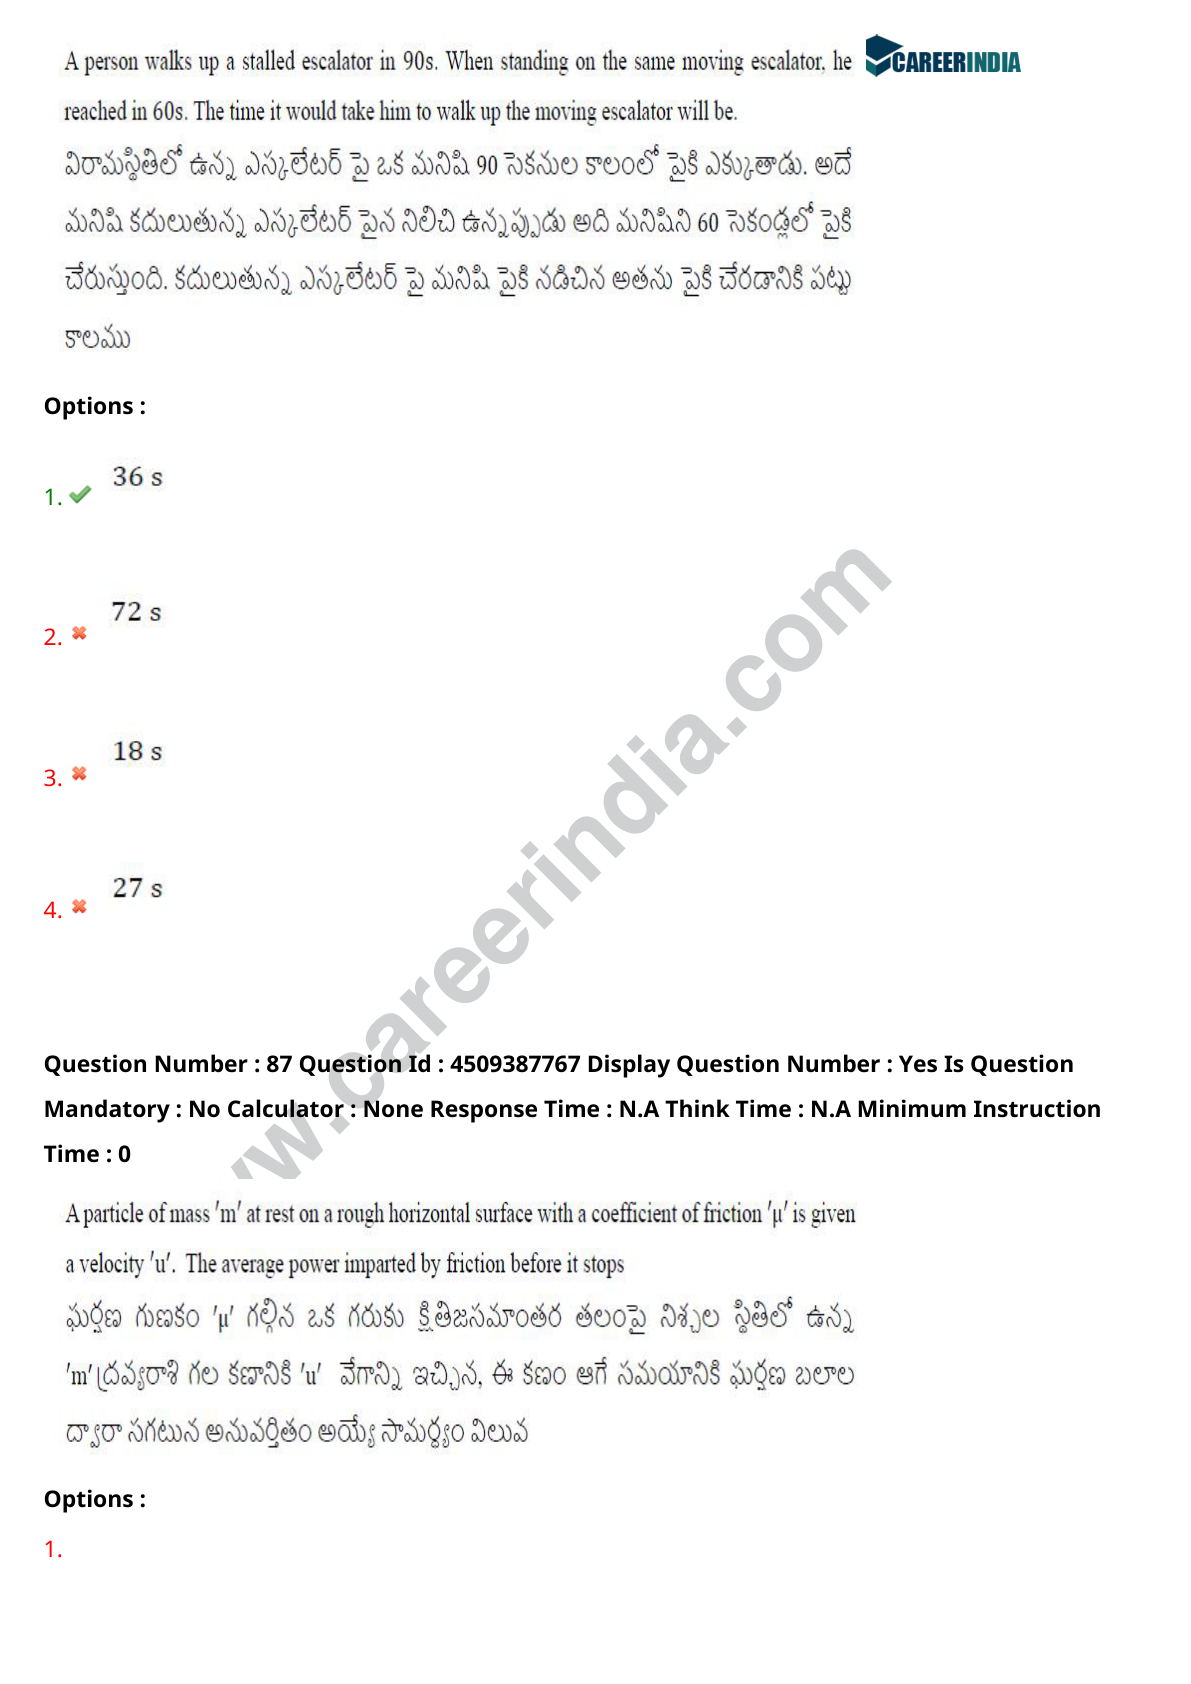 A person walks up a stalled escalator in 90s. When standing on the same moving escalator, he
CAREERINDIA
reached in 60s. The time it would take him to walk up the moving escalator will be.
విరామస్థితిలో ఉన్న ఎస్కలేటర్ పై ఒక మనిషి 90 సెకనుల కాలంలో పైకి ఎక్కుతాడు. అదే
మనిషి కదులుతున్న ఎస్కలేటర్ పైన నిలిచి ఉన్నప్పుడు అది మనిషిని 60 సెకండ్లలో పైకి
చేరుస్తుంది. కదులుతున్న ఎస్కలేటర్ పై మనిషి పైకి నడిచిన అతను పైకి చేరడానికి పట్టు
కాలము
Options :
1. 36 s
2. 72 s
3. 18 s
4. 27 s
Question Number : 87 Question Id : 4509387767 Display Question Number : Yes Is Question
Mandatory : No Calculator : None Response Time : N.A Think Time : N.A Minimum Instruction
Time : 0
A particle of mass 'm' at rest on a rough horizontal surface with a coefficient of friction 'μ' is given
a velocity 'u'. The average power imparted by friction before it stops
ఘర్షణ గుణకం 'μ' గల్గిన ఒక గరుకు క్షితిజసమాంతర తలంపై నిశ్చల స్థితిలో ఉన్న
'm' ద్రవ్యరాశి గల కణానికి 'u' వేగాన్ని ఇచ్చిన, ఈ కణం ఆగే సమయానికి ఘర్షణ బలాల
ద్వారా సగటున అనువర్తితం అయ్యే సామర్థ్యం విలువ
Options :
1.
w.careerindia.com